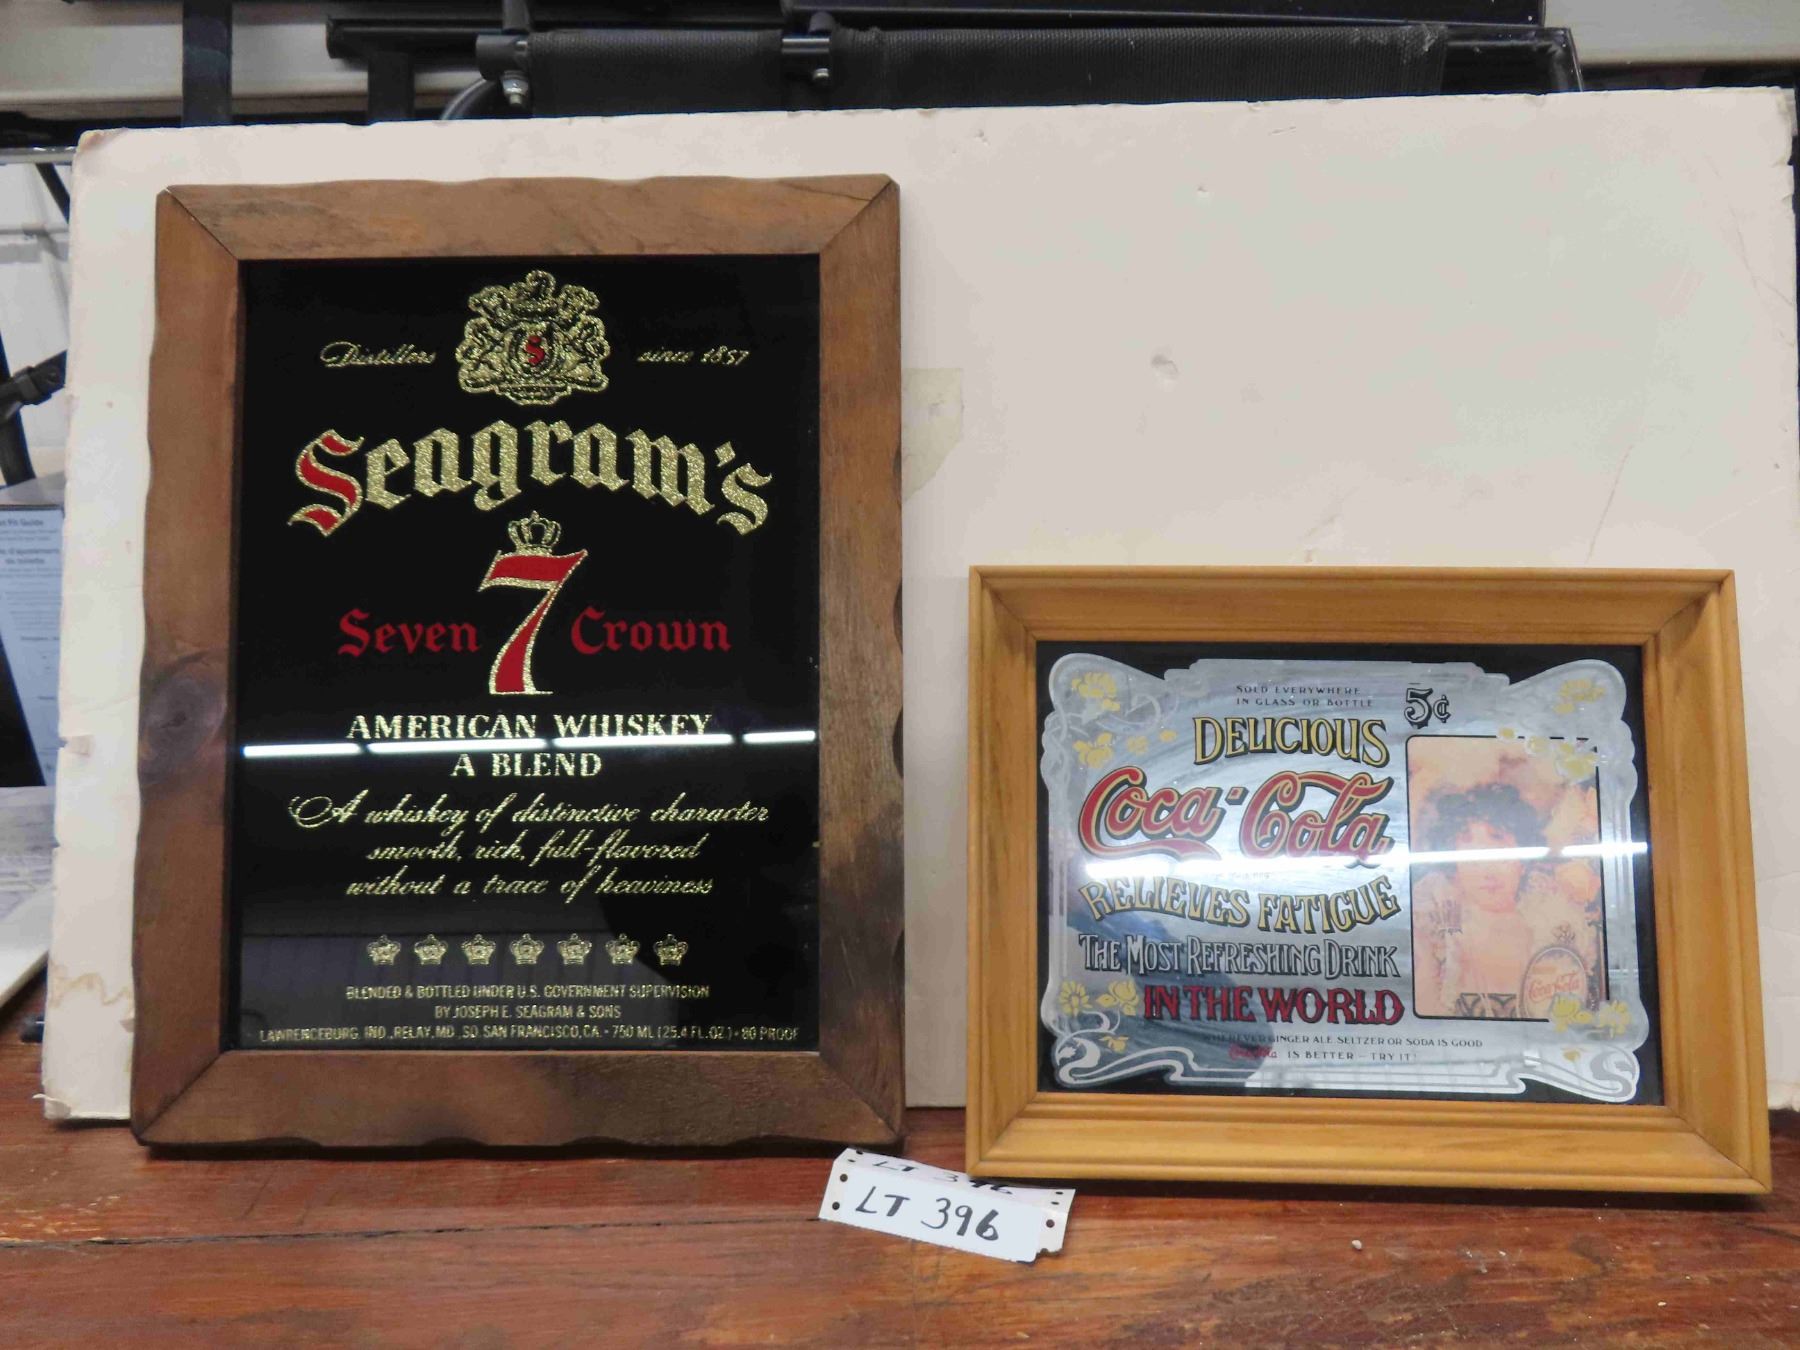 Distillers since 1857
S
Seagram's
7
Seven Crown
AMERICAN WHISKEY
A BLEND
A whiskey of distinctive character
smooth, rich, full-flavored
without a trace of heaviness
BLENDED & BOTTLED UNDER U.S. GOVERNMENT SUPERVISION
BY JOSEPH E. SEAGRAM & SONS
LAWRENCEBURG, IND., RELAY, MD., SO. SAN FRANCISCO, CA. • 750 ML (25.4 FL. OZ.) • 80 PROOF
SOLD EVERYWHERE
IN GLASS OR BOTTLE
5¢
DELICIOUS
Coca-Cola
RELIEVES FATIGUE
THE MOST REFRESHING DRINK
IN THE WORLD
Coca-Cola
WHEREVER GINGER ALE SELTZER OR SODA IS GOOD
Coca-Cola IS BETTER - TRY IT!
LT 396